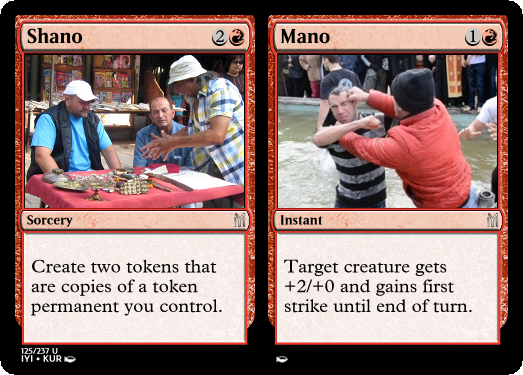 Shano 2
Sorcery
Create two tokens that
are copies of a token
permanent you control.
125/237 U
IYI • KUR
Mano 1
Instant
Target creature gets
+2/+0 and gains first
strike until end of turn.